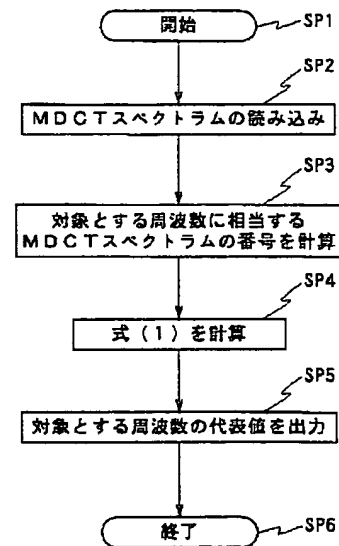 開始
SP1
SP2
MDCTスペクトラムの読み込み
SP3
対象とする周波数に相当する
MDCTスペクトラムの番号を計算
SP4
式(1)を計算
SP5
対象とする周波数の代表値を出力
終了
SP6